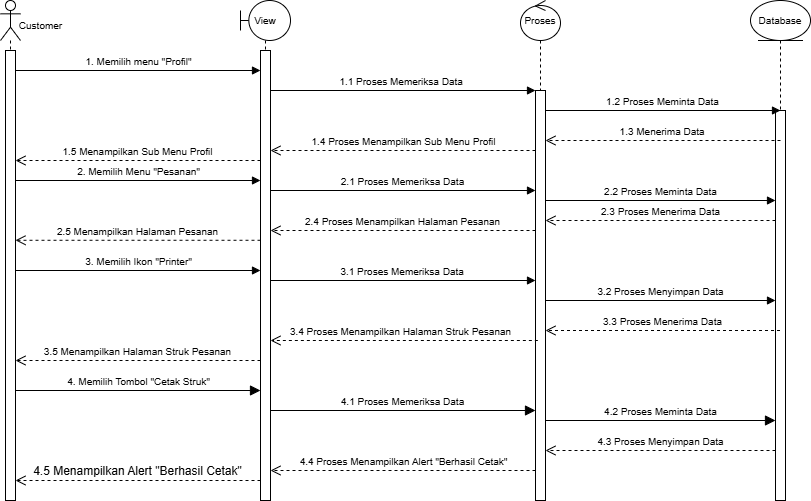 Customer
View
Proses
Database
1. Memilih menu "Profil"
1.1 Proses Memeriksa Data
1.2 Proses Meminta Data
1.3 Menerima Data
1.4 Proses Menampilkan Sub Menu Profil
1.5 Menampilkan Sub Menu Profil
2. Memilih Menu "Pesanan"
2.1 Proses Memeriksa Data
2.2 Proses Meminta Data
2.3 Proses Menerima Data
2.4 Proses Menampilkan Halaman Pesanan
2.5 Menampilkan Halaman Pesanan
3. Memilih Ikon "Printer"
3.1 Proses Memeriksa Data
3.2 Proses Menyimpan Data
3.3 Proses Menerima Data
3.4 Proses Menampilkan Halaman Struk Pesanan
3.5 Menampilkan Halaman Struk Pesanan
4. Memilih Tombol "Cetak Struk"
4.1 Proses Memeriksa Data
4.2 Proses Meminta Data
4.3 Proses Menyimpan Data
4.4 Proses Menampilkan Alert "Berhasil Cetak"
4.5 Menampilkan Alert "Berhasil Cetak"